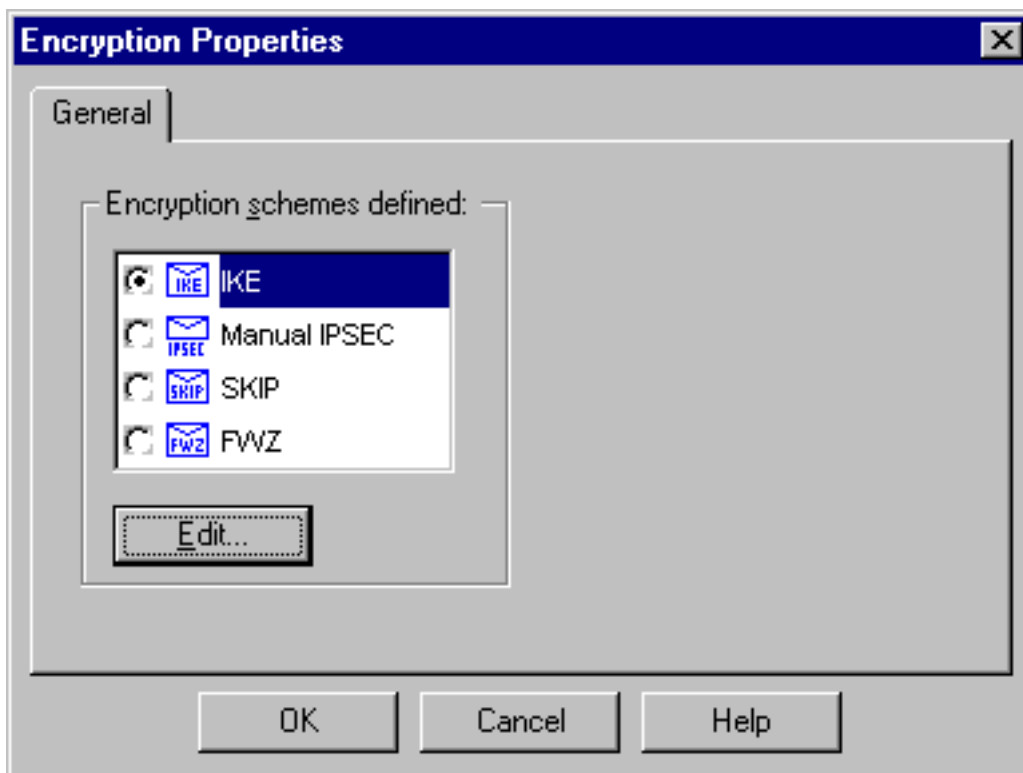 Encryption Properties
General
Encryption schemes defined:
IKE IKE
IPSEC Manual IPSEC
SKIP SKIP
FWZ FWZ
Edit...
OK Cancel Help